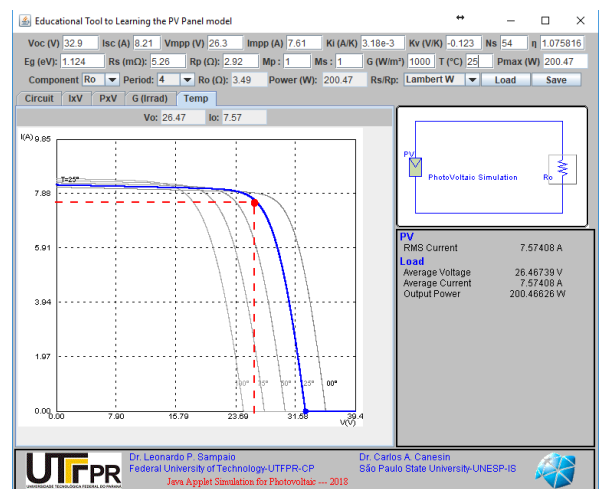 Educational Tool to Learning the PV Panel model
Voc (V) 32.9 Isc (A) 8.21 Vmpp (V) 26.3 Impp (A) 7.61 Ki (A/K) 3.18e-3 Kv (V/K) -0.123 Ns 54 η 1.075816
Eg (eV): 1.124 Rs (mΩ): 5.26 Rp (Ω): 2.92 Mp : 1 Ms : 1 G (W/m²) 1000 T (°C) 25 Pmax (W) 200.47
Component Ro Period: 4 Ro (Ω): 3.49 Power (W): 200.47 Rs/Rp: Lambert W Load Save
Circuit IxV PxV G (Irrad) Temp
Vo: 26.47 Io: 7.57
I(A) 9.85
T=25°
7.88
5.91
3.94
1.97
0.00
100° 75° 50° 25° 00°
0.00 7.90 15.79 23.69 31.58 39.4
V(V)
PV
PhotoVoltaic Simulation
Ro
PV
RMS Current 7.57408 A
Load
Average Voltage 26.46739 V
Average Current 7.57408 A
Output Power 200.46626 W
UTFPR
UNIVERSIDADE TECNOLÓGICA FEDERAL DO PARANÁ
Dr. Leonardo P. Sampaio Dr. Carlos A. Canesin
Federal University of Technology-UTFPR-CP São Paulo State University-UNESP-IS
Java Applet Simulation for Photovoltaic --- 2018